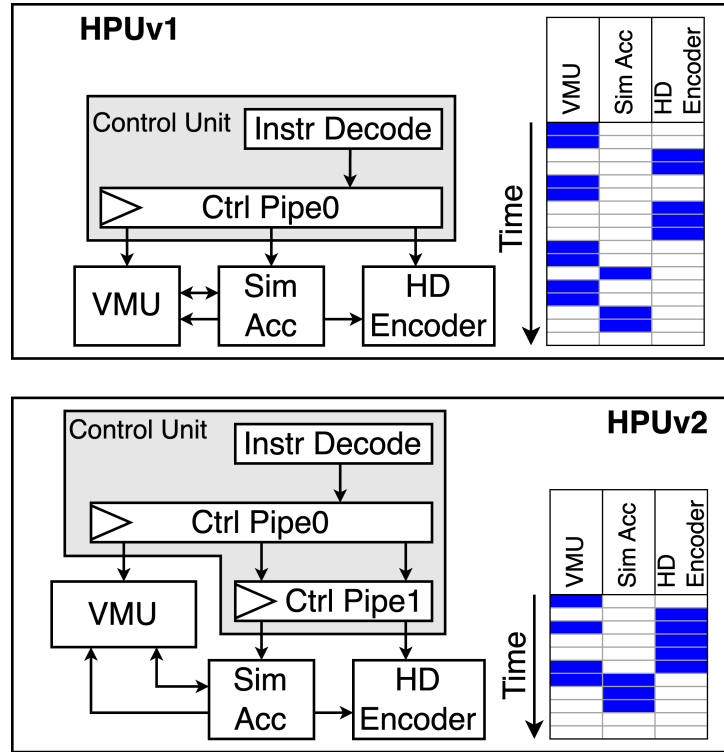 HPUv1
Control Unit
Instr Decode
Ctrl Pipe0
VMU
Sim
Acc
HD
Encoder
Time
VMU
Sim Acc
HD
Encoder
HPUv2
Control Unit
Instr Decode
Ctrl Pipe0
Ctrl Pipe1
VMU
Sim
Acc
HD
Encoder
Time
VMU
Sim Acc
HD
Encoder